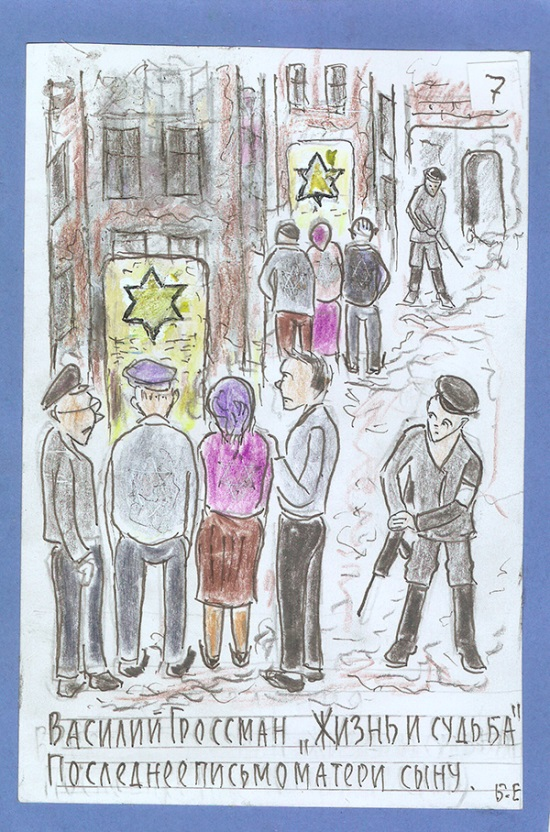 7
Василий Гроссман „Жизнь и судьба"
Последнее письмо матери сыну.
Б-Е